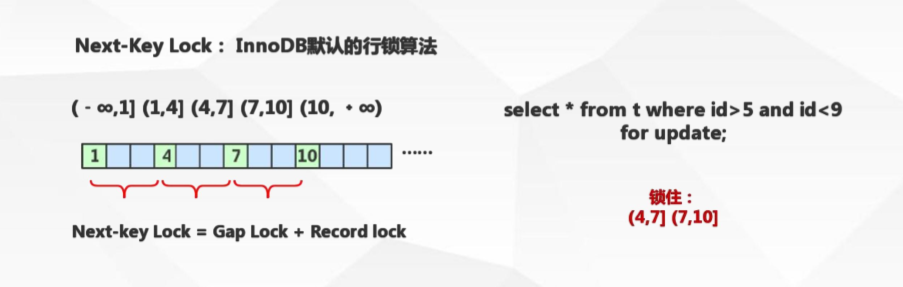 Next-Key Lock：InnoDB默认的行锁算法
(-∞,1] (1,4] (4,7] (7,10] (10, +∞)
select * from t where id>5 and id<9
for update;
1 4 7 10 ······
锁住：
(4,7] (7,10]
Next-key Lock = Gap Lock + Record lock